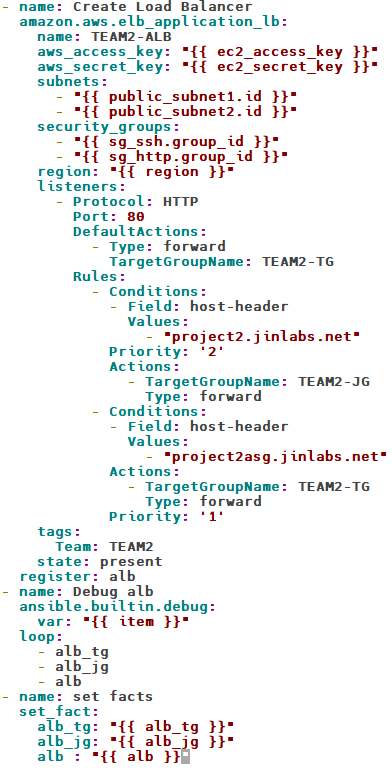 - name: Create Load Balancer
  amazon.aws.elb_application_lb:
    name: TEAM2-ALB
    aws_access_key: "{{ ec2_access_key }}"
    aws_secret_key: "{{ ec2_secret_key }}"
    subnets:
      - "{{ public_subnet1.id }}"
      - "{{ public_subnet2.id }}"
    security_groups:
      - "{{ sg_ssh.group_id }}"
      - "{{ sg_http.group_id }}"
    region: "{{ region }}"
    listeners:
      - Protocol: HTTP
        Port: 80
        DefaultActions:
          - Type: forward
            TargetGroupName: TEAM2-TG
        Rules:
          - Conditions:
              - Field: host-header
                Values:
                  - "project2.jinlabs.net"
            Priority: '2'
            Actions:
              - TargetGroupName: TEAM2-JG
                Type: forward
          - Conditions:
              - Field: host-header
                Values:
                  - "project2asg.jinlabs.net"
            Actions:
              - TargetGroupName: TEAM2-TG
                Type: forward
            Priority: '1'
    tags:
      Team: TEAM2
    state: present
  register: alb
- name: Debug alb
  ansible.builtin.debug:
    var: "{{ item }}"
  loop:
    - alb_tg
    - alb_jg
    - alb
- name: set facts
  set_fact:
    alb_tg: "{{ alb_tg }}"
    alb_jg: "{{ alb_jg }}"
    alb : "{{ alb }}"